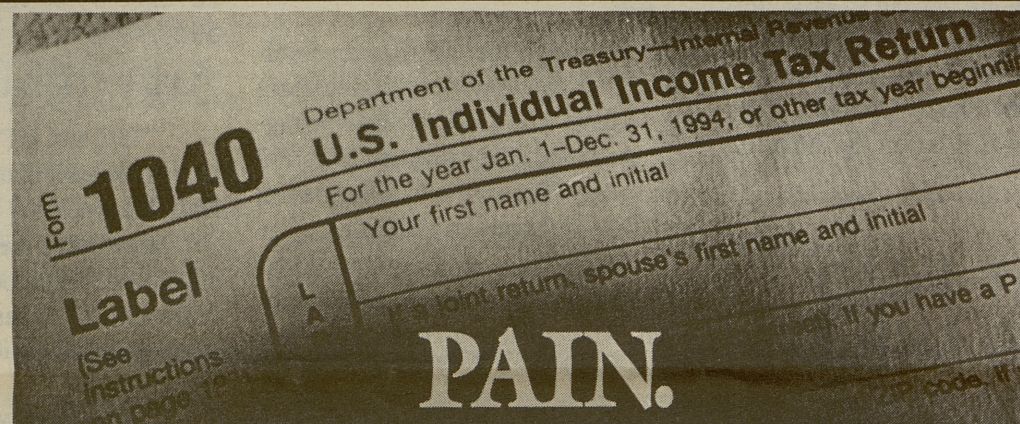 Form 1040
Department of the Treasury—Internal Revenue
U.S. Individual Income Tax Return
For the year Jan. 1–Dec. 31, 1994, or other tax year beginning
Label
(See
instructions
on page
L
A
Your first name and initial
If a joint return, spouse's first name and initial
If you have a P
ZIP code. If
PAIN.